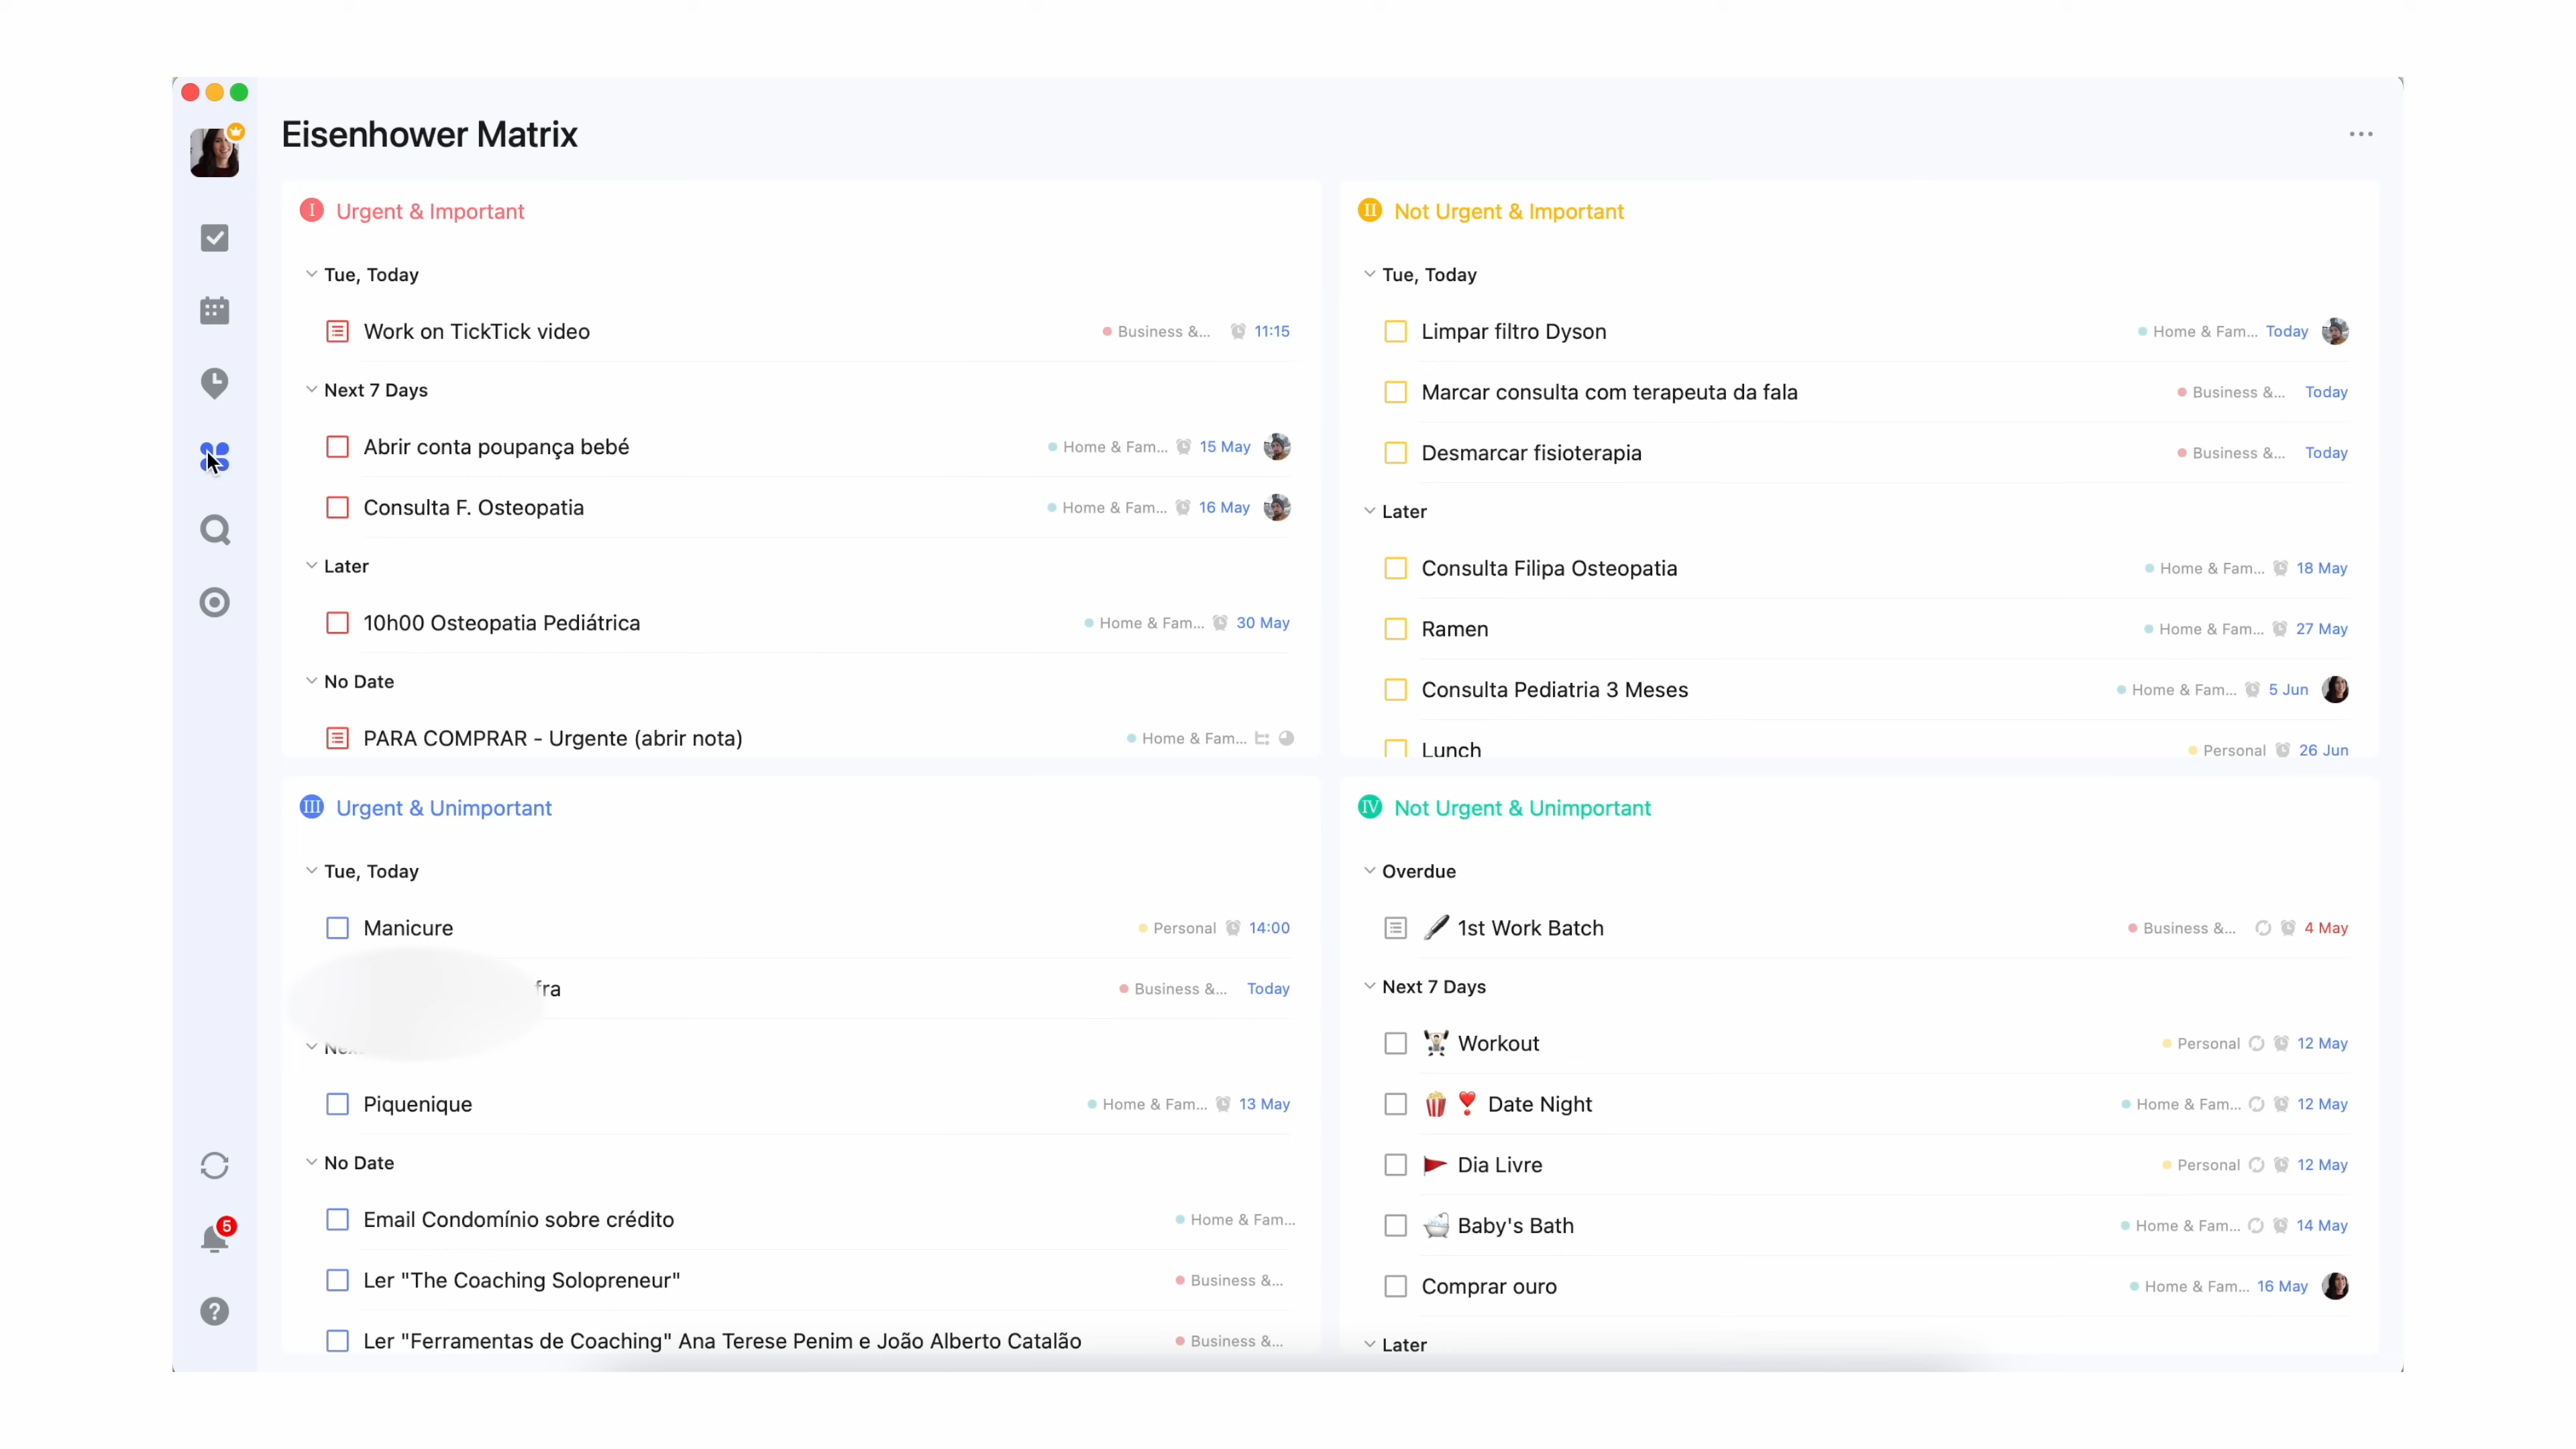 Eisenhower Matrix
I Urgent & Important
Tue, Today
Work on TickTick video Business &... 11:15
Next 7 Days
Abrir conta poupança bebé Home & Fam... 15 May
Consulta F. Osteopatia Home & Fam... 16 May
Later
10h00 Osteopatia Pediátrica Home & Fam... 30 May
No Date
PARA COMPRAR - Urgente (abrir nota) Home & Fam...
II Not Urgent & Important
Tue, Today
Limpar filtro Dyson Home & Fam... Today
Marcar consulta com terapeuta da fala Business &... Today
Desmarcar fisioterapia Business &... Today
Later
Consulta Filipa Osteopatia Home & Fam... 18 May
Ramen Home & Fam... 27 May
Consulta Pediatria 3 Meses Home & Fam... 5 Jun
Lunch Personal 26 Jun
III Urgent & Unimportant
Tue, Today
Manicure Personal 14:00
fra Business &... Today
Piquenique Home & Fam... 13 May
No Date
Email Condomínio sobre crédito Home & Fam...
Ler "The Coaching Solopreneur" Business &...
Ler "Ferramentas de Coaching" Ana Terese Penim e João Alberto Catalão Business &...
IV Not Urgent & Unimportant
Overdue
1st Work Batch Business &... 4 May
Next 7 Days
Workout Personal 12 May
Date Night Home & Fam... 12 May
Dia Livre Personal 12 May
Baby's Bath Home & Fam... 14 May
Comprar ouro Home & Fam... 16 May
Later
5
?